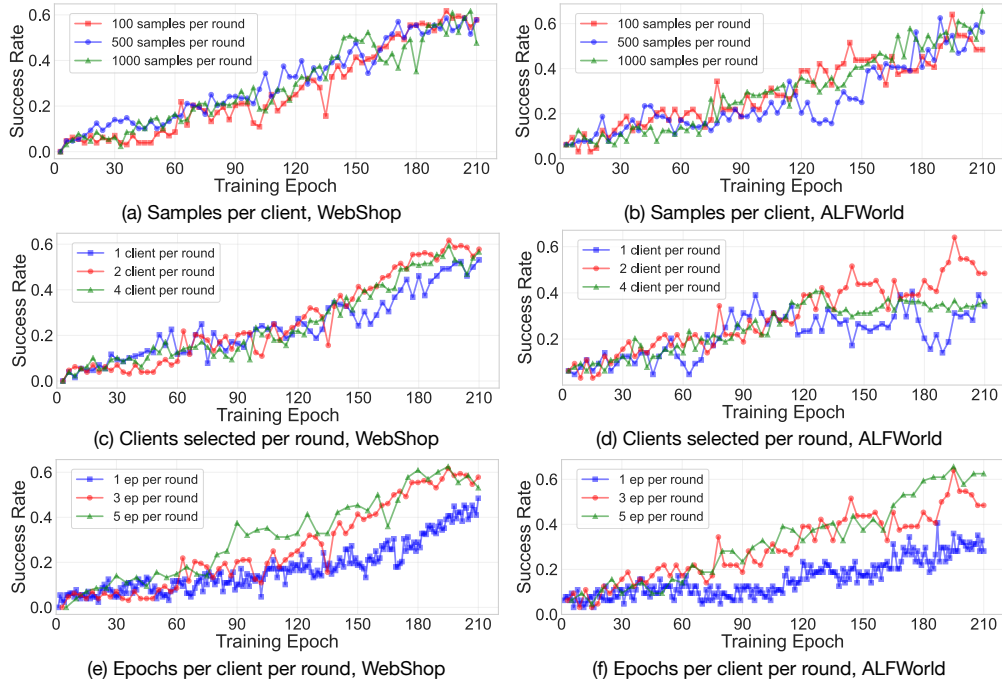 Success Rate
0.6
0.4
0.2
0.0
100 samples per round
500 samples per round
1000 samples per round
0 30 60 90 120 150 180 210
Training Epoch
(a) Samples per client, WebShop
Success Rate
0.6
0.4
0.2
0.0
100 samples per round
500 samples per round
1000 samples per round
0 30 60 90 120 150 180 210
Training Epoch
(b) Samples per client, ALFWorld
Success Rate
0.6
0.4
0.2
0.0
1 client per round
2 client per round
4 client per round
0 30 60 90 120 150 180 210
Training Epoch
(c) Clients selected per round, WebShop
Success Rate
0.6
0.4
0.2
1 client per round
2 client per round
4 client per round
0 30 60 90 120 150 180 210
Training Epoch
(d) Clients selected per round, ALFWorld
Success Rate
0.6
0.4
0.2
0.0
1 ep per round
3 ep per round
5 ep per round
0 30 60 90 120 150 180 210
Training Epoch
(e) Epochs per client per round, WebShop
Success Rate
0.6
0.4
0.2
0.0
1 ep per round
3 ep per round
5 ep per round
0 30 60 90 120 150 180 210
Training Epoch
(f) Epochs per client per round, ALFWorld